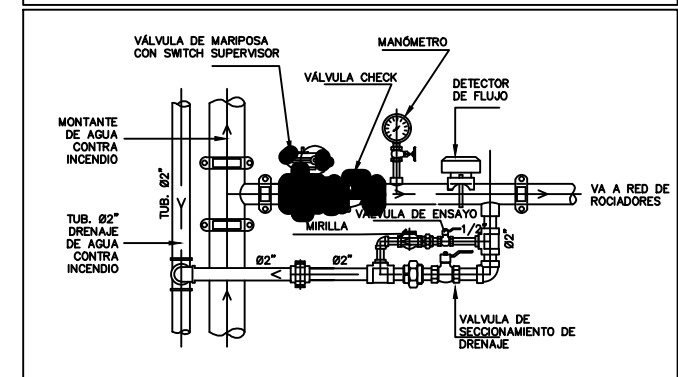 VÁLVULA DE MARIPOSA
CON SWITCH SUPERVISOR
MANÓMETRO
VÁLVULA CHECK
DETECTOR
DE FLUJO
MONTANTE
DE AGUA
CONTRA
INCENDIO
TUB. Ø2"
VA A RED DE
ROCIADORES
TUB. Ø2"
DRENAJE
DE AGUA
CONTRA
INCENDIO
VÁLVULA DE ENSAYO
MIRILLA
1/2"
Ø2"
Ø2"
Ø2"
VALVULA DE
SECCIONAMIENTO DE
DRENAJE